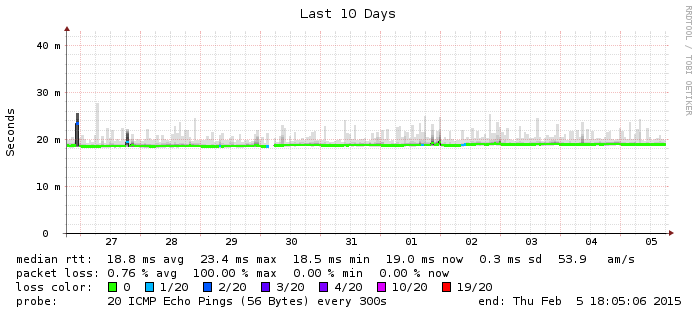 Last 10 Days
RRDTOOL / TOBI OETIKER
Seconds
40 m
30 m
20 m
10 m
0
27 28 29 30 31 01 02 03 04 05
median rtt: 18.8 ms avg 23.4 ms max 18.5 ms min 19.0 ms now 0.3 ms sd 53.9 am/s
packet loss: 0.76 % avg 100.00 % max 0.00 % min 0.00 % now
loss color: 0 1/20 2/20 3/20 4/20 10/20 19/20
probe: 20 ICMP Echo Pings (56 Bytes) every 300s end: Thu Feb 5 18:05:06 2015